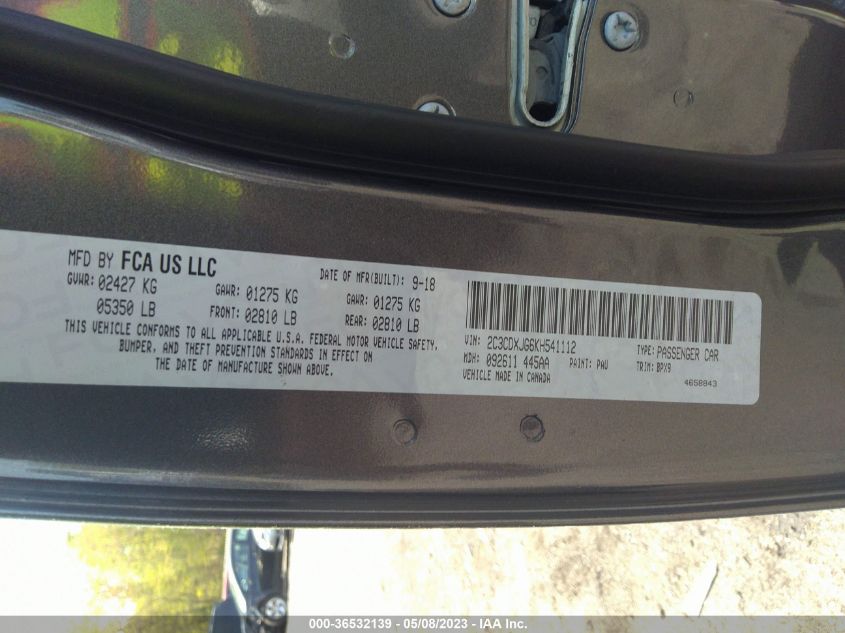 MFD BY FCA US LLC
DATE OF MFR(BUILT): 9-18
GVWR: 02427 KG
GAWR: 01275 KG
GAWR: 01275 KG
05350 LB
FRONT: 02810 LB
REAR: 02810 LB
THIS VEHICLE CONFORMS TO ALL APPLICABLE U.S.A. FEDERAL MOTOR VEHICLE SAFETY,
BUMPER, AND THEFT PREVENTION STANDARDS IN EFFECT ON
THE DATE OF MANUFACTURE SHOWN ABOVE.
VIN: 2C3CDXJG6KH541112
TYPE: PASSENGER CAR
MDH: 092611 445AA
PAINT: PAU
TRIM: BPX9
VEHICLE MADE IN CANADA
4658843
000-36532139 - 05/08/2023 - IAA Inc.